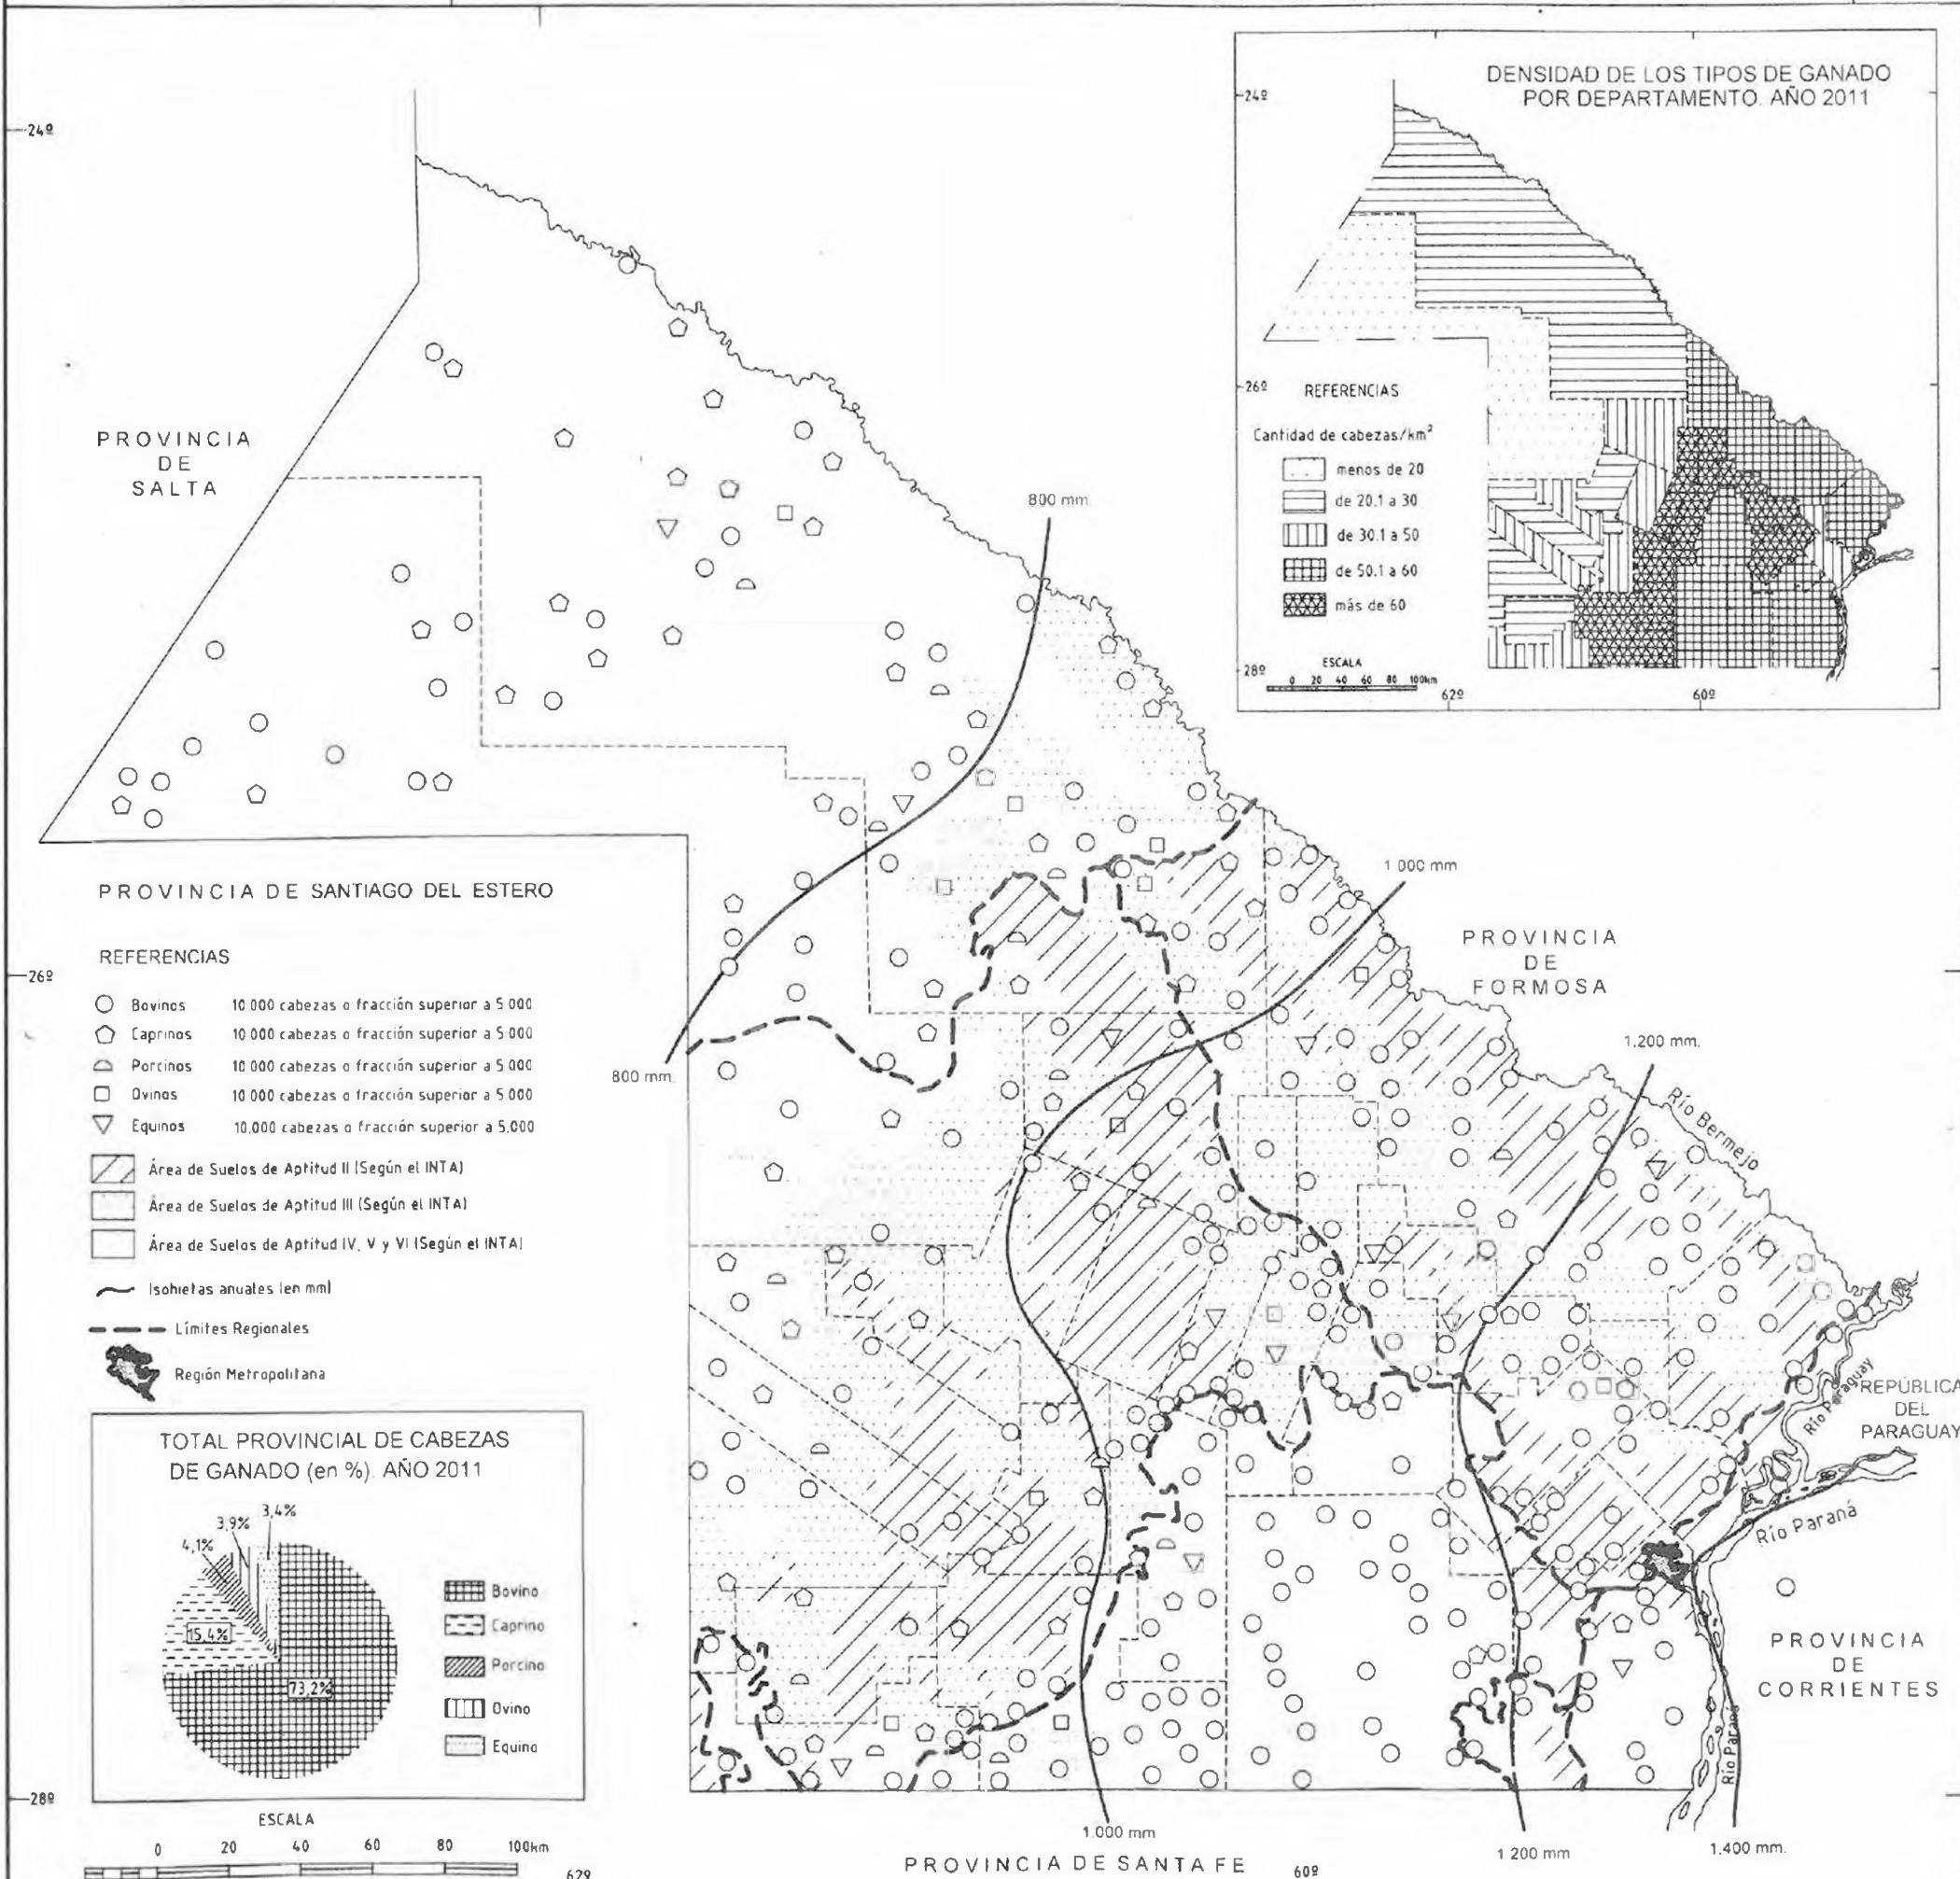 DENSIDAD DE LOS TIPOS DE GANADO
POR DEPARTAMENTO. AÑO 2011
24º
26º
28º
62º
60º
REFERENCIAS
Cantidad de cabezas/km²
menos de 20
de 20.1 a 30
de 30.1 a 50
de 50.1 a 60
más de 60
ESCALA
0 20 40 60 80 100km
24º
26º
28º
PROVINCIA
DE
SALTA
800 mm
800 mm.
1 000 mm
1.200 mm.
PROVINCIA
DE
FORMOSA
Río Bermejo
Río Paraguay
REPÚBLICA
DEL
PARAGUAY
Río Paraná
PROVINCIA
DE
CORRIENTES
Río Paraná
1.000 mm
1 200 mm
1.400 mm.
PROVINCIA DE SANTA FE
60º
62º
PROVINCIA DE SANTIAGO DEL ESTERO
REFERENCIAS
Bovinos 10.000 cabezas o fracción superior a 5.000
Caprinos 10.000 cabezas o fracción superior a 5.000
Porcinos 10.000 cabezas o fracción superior a 5.000
Ovinos 10.000 cabezas o fracción superior a 5.000
Equinos 10.000 cabezas o fracción superior a 5.000
Área de Suelos de Aptitud II (Según el INTA)
Área de Suelos de Aptitud III (Según el INTA)
Área de Suelos de Aptitud IV, V y VI (Según el INTA)
Isohietas anuales (en mm)
Límites Regionales
Región Metropolitana
TOTAL PROVINCIAL DE CABEZAS
DE GANADO (en %). AÑO 2011
4,1%
3,9%
3,4%
15,4%
73,2%
Bovino
Caprino
Porcino
Ovino
Equino
ESCALA
0 20 40 60 80 100km